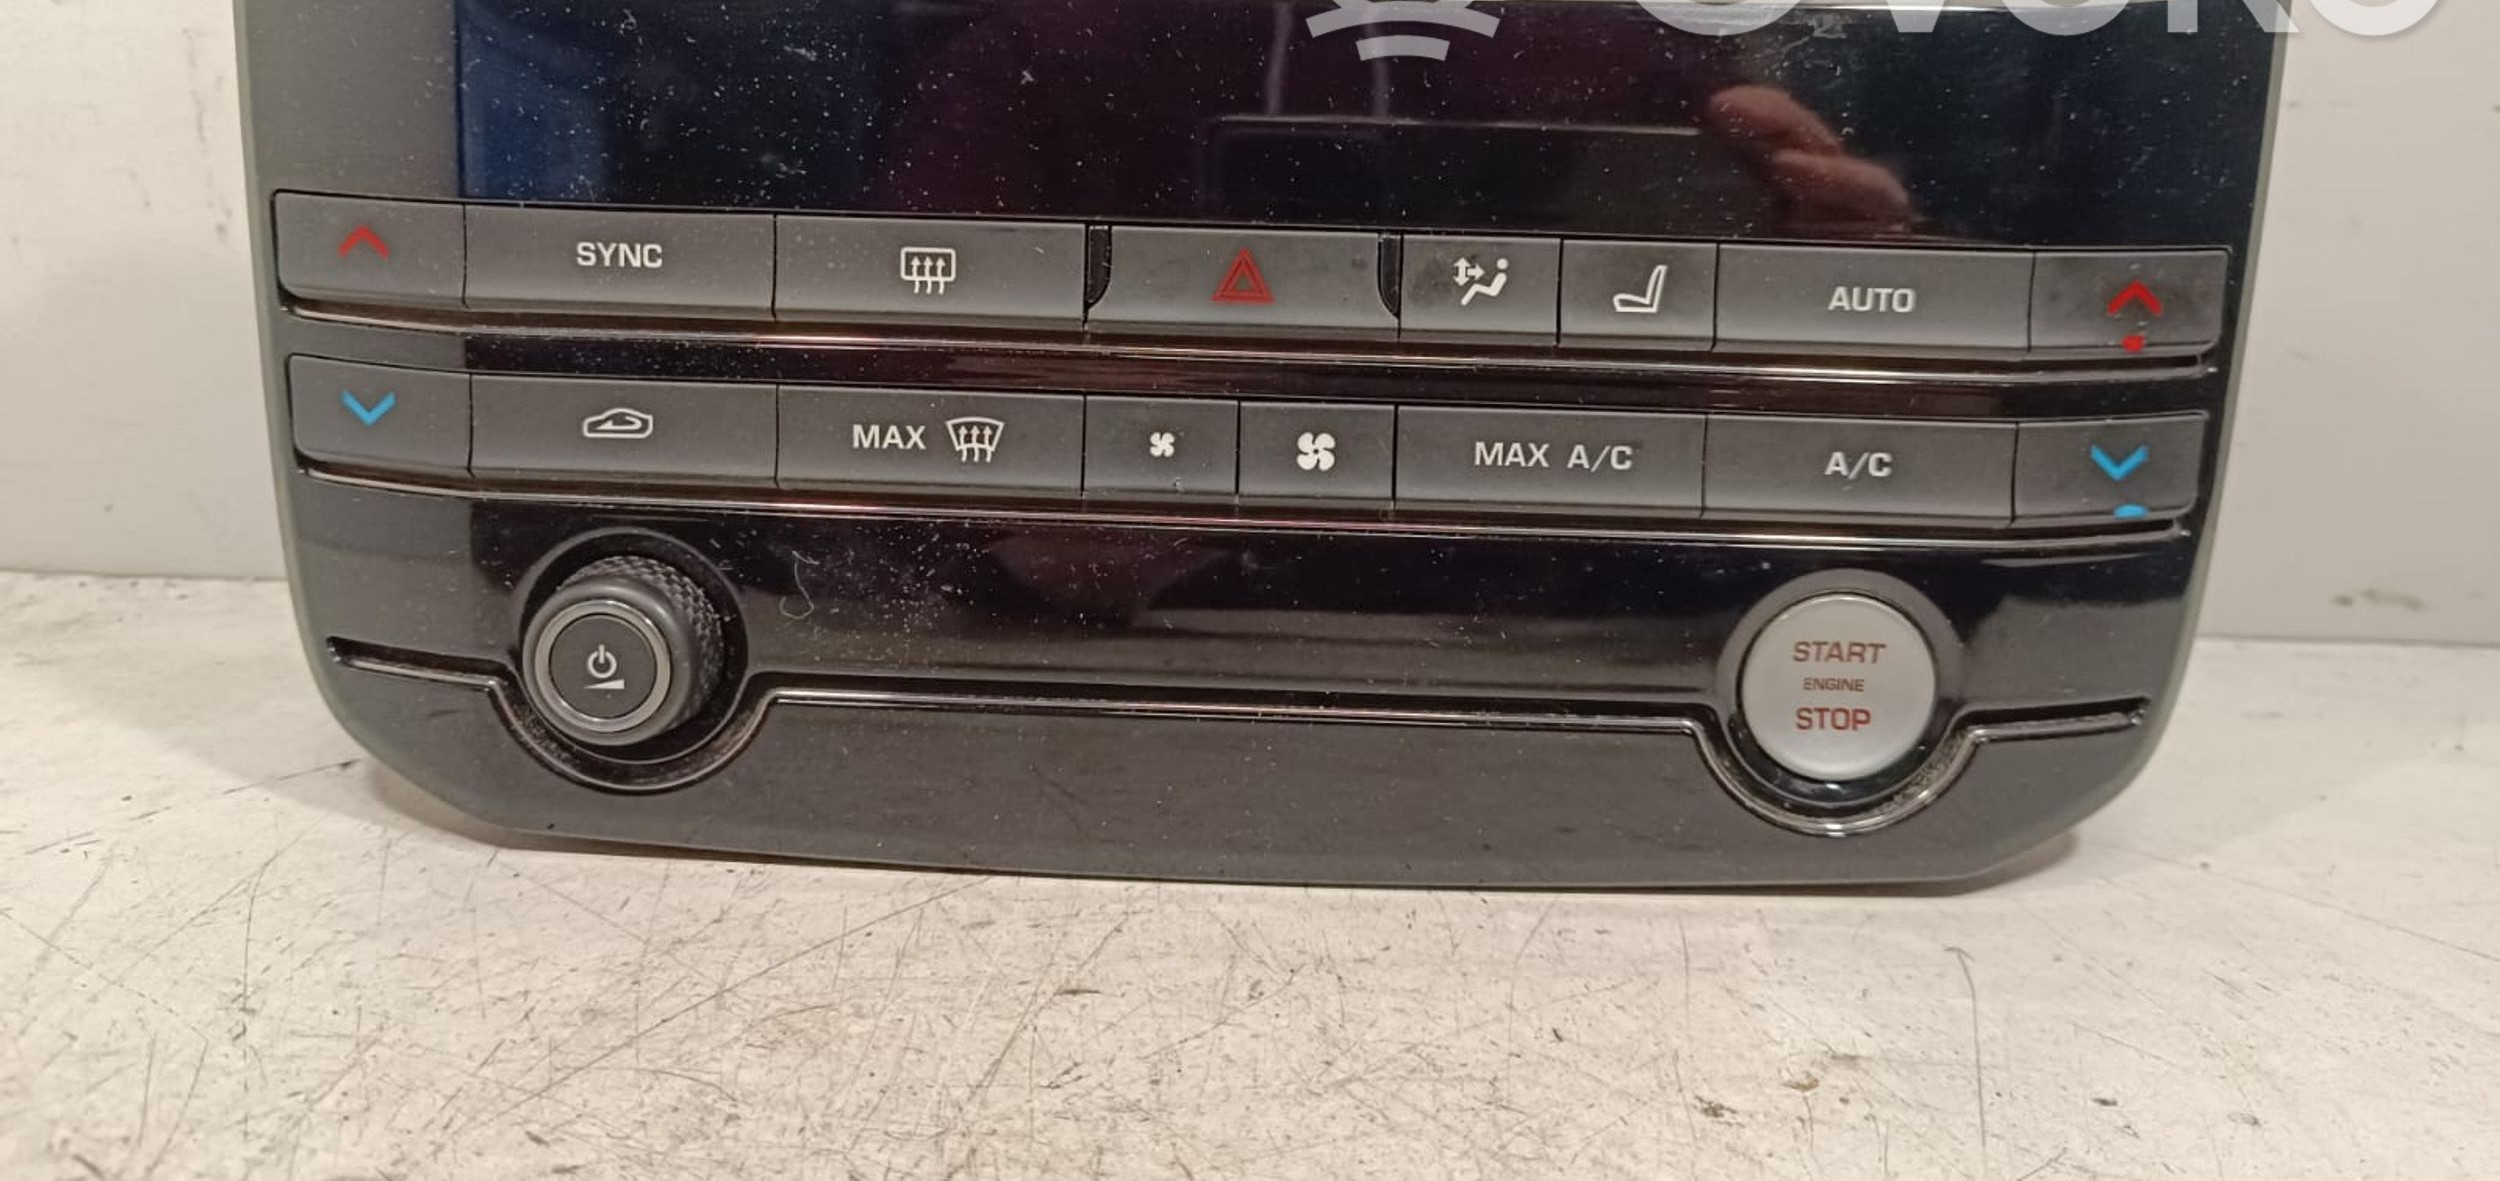 SYNC
AUTO
MAX
MAX A/C
A/C
START
ENGINE
STOP